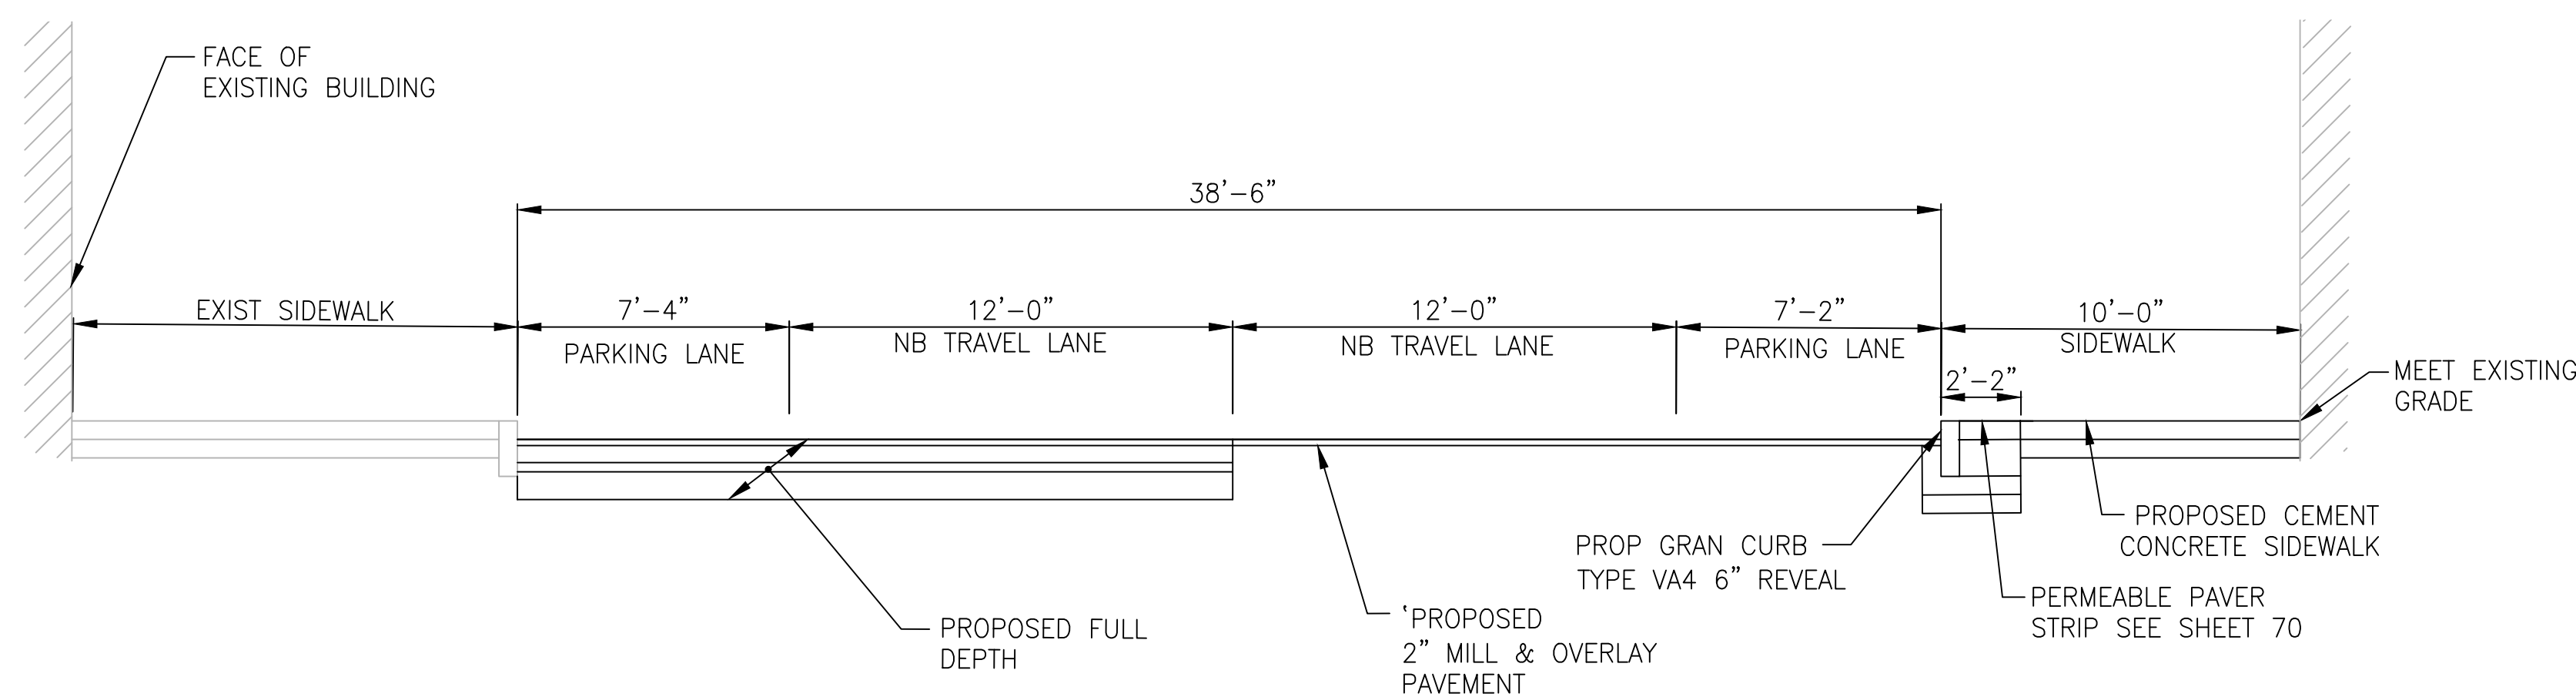 FACE OF
EXISTING BUILDING
38'-6"
EXIST SIDEWALK
7'-4"
PARKING LANE
12'-0"
NB TRAVEL LANE
12'-0"
NB TRAVEL LANE
7'-2"
PARKING LANE
10'-0"
SIDEWALK
2'-2"
MEET EXISTING
GRADE
PROPOSED FULL
DEPTH
‘PROPOSED
2" MILL & OVERLAY
PAVEMENT
PROP GRAN CURB
TYPE VA4 6" REVEAL
PROPOSED CEMENT
CONCRETE SIDEWALK
PERMEABLE PAVER
STRIP SEE SHEET 70